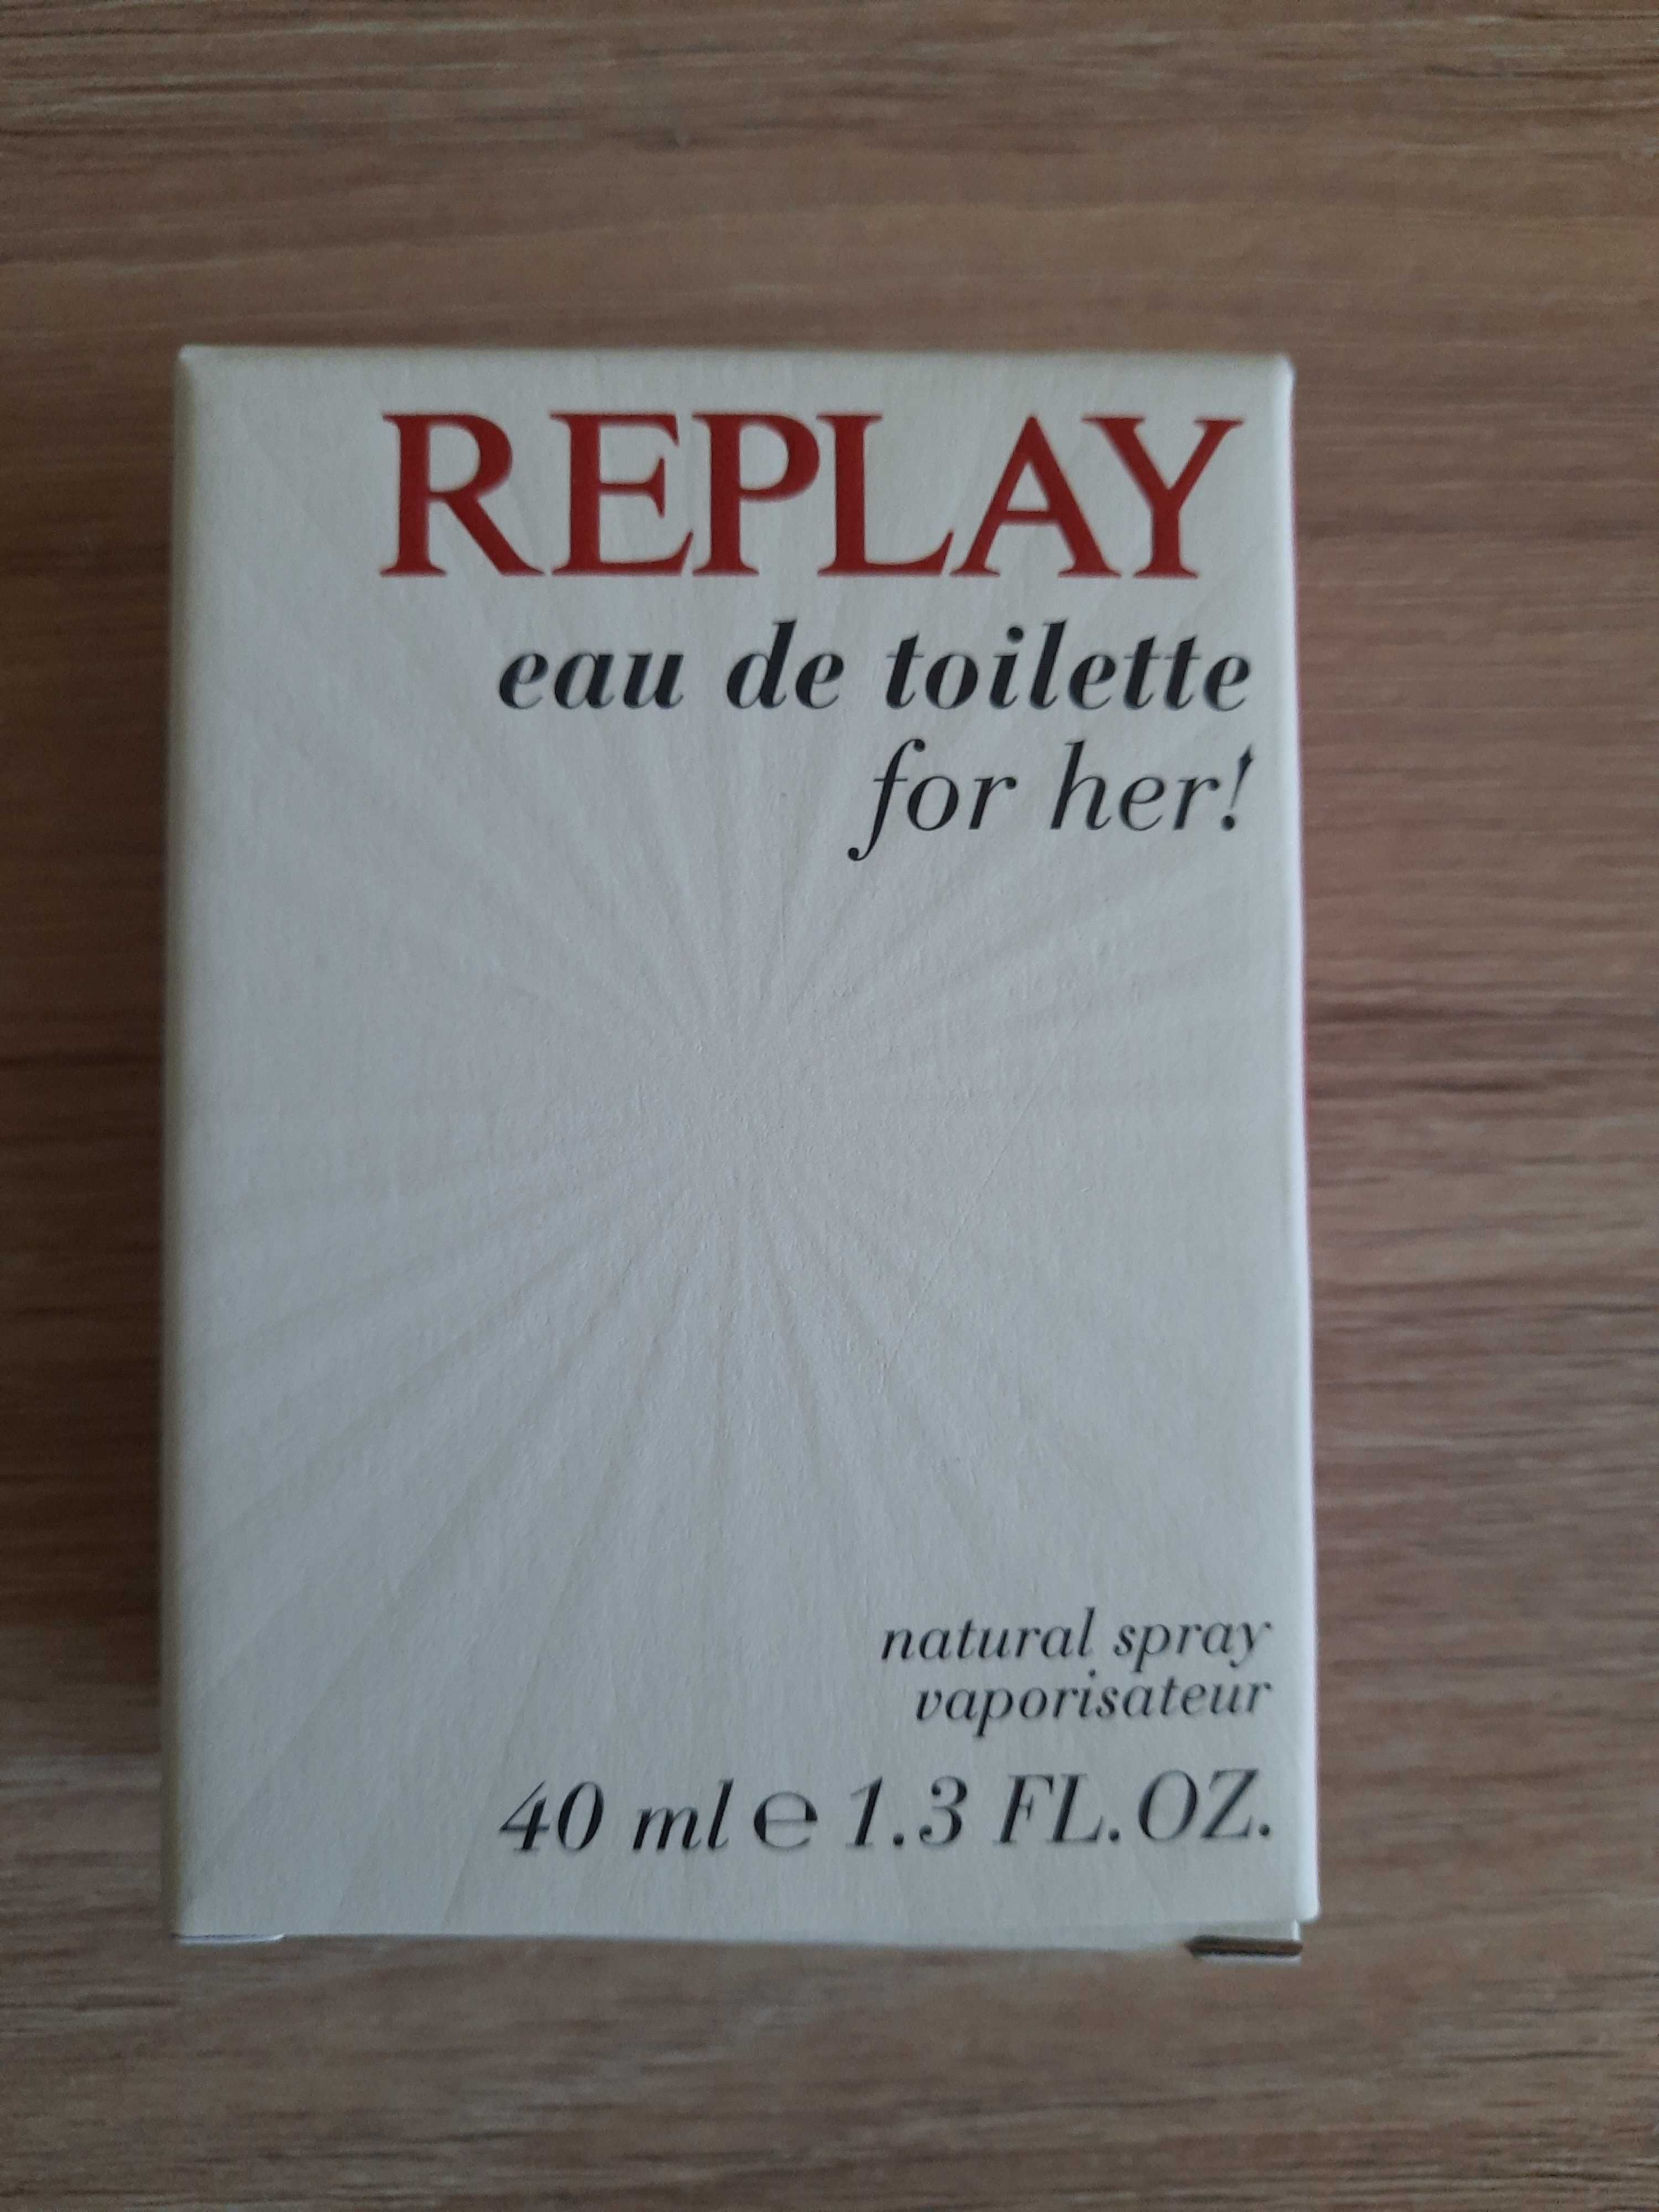 REPLAY
eau de toilette
for her!
natural spray
vaporisateur
40 ml e 1.3 FL.OZ.